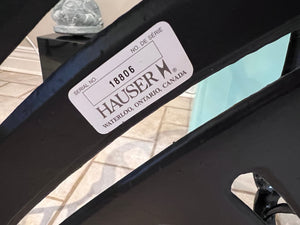 SERIAL NO. NO. DE SÉRIE
18806
HAUSER ®
WATERLOO, ONTARIO, CANADA